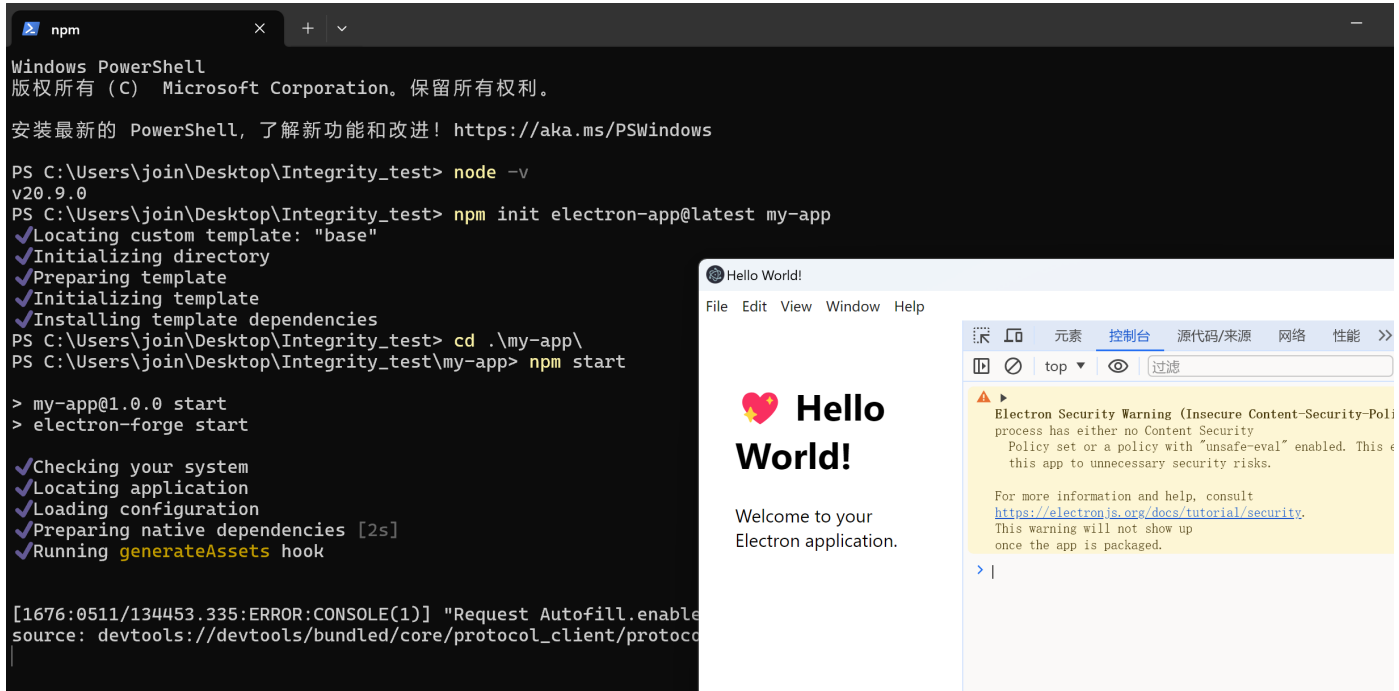 npm
Windows PowerShell
版权所有 (C) Microsoft Corporation。保留所有权利。
安装最新的 PowerShell，了解新功能和改进！https://aka.ms/PSWindows
PS C:\Users\join\Desktop\Integrity_test> node -v
v20.9.0
PS C:\Users\join\Desktop\Integrity_test> npm init electron-app@latest my-app
✔Locating custom template: "base"
✔Initializing directory
✔Preparing template
✔Initializing template
✔Installing template dependencies
PS C:\Users\join\Desktop\Integrity_test> cd .\my-app\
PS C:\Users\join\Desktop\Integrity_test\my-app> npm start
> my-app@1.0.0 start
> electron-forge start
✔Checking your system
✔Locating application
✔Loading configuration
✔Preparing native dependencies [2s]
✔Running generateAssets hook
[1676:0511/134453.335:ERROR:CONSOLE(1)] "Request Autofill.enable
source: devtools://devtools/bundled/core/protocol_client/protoco
Hello World!
File Edit View Window Help
💖 Hello
World!
Welcome to your
Electron application.
元素 控制台 源代码/来源 网络 性能
top 过滤
Electron Security Warning (Insecure Content-Security-Poli
process has either no Content Security
Policy set or a policy with "unsafe-eval" enabled. This e
this app to unnecessary security risks.
For more information and help, consult
https://electronjs.org/docs/tutorial/security.
This warning will not show up
once the app is packaged.
>